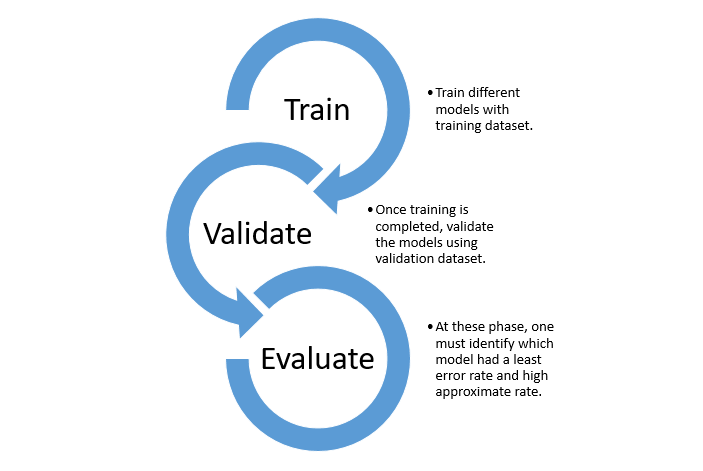 Train
• Train different
models with
training dataset.
Validate
• Once training is
completed, validate
the models using
validation dataset.
Evaluate
• At these phase, one
must identify which
model had a least
error rate and high
approximate rate.